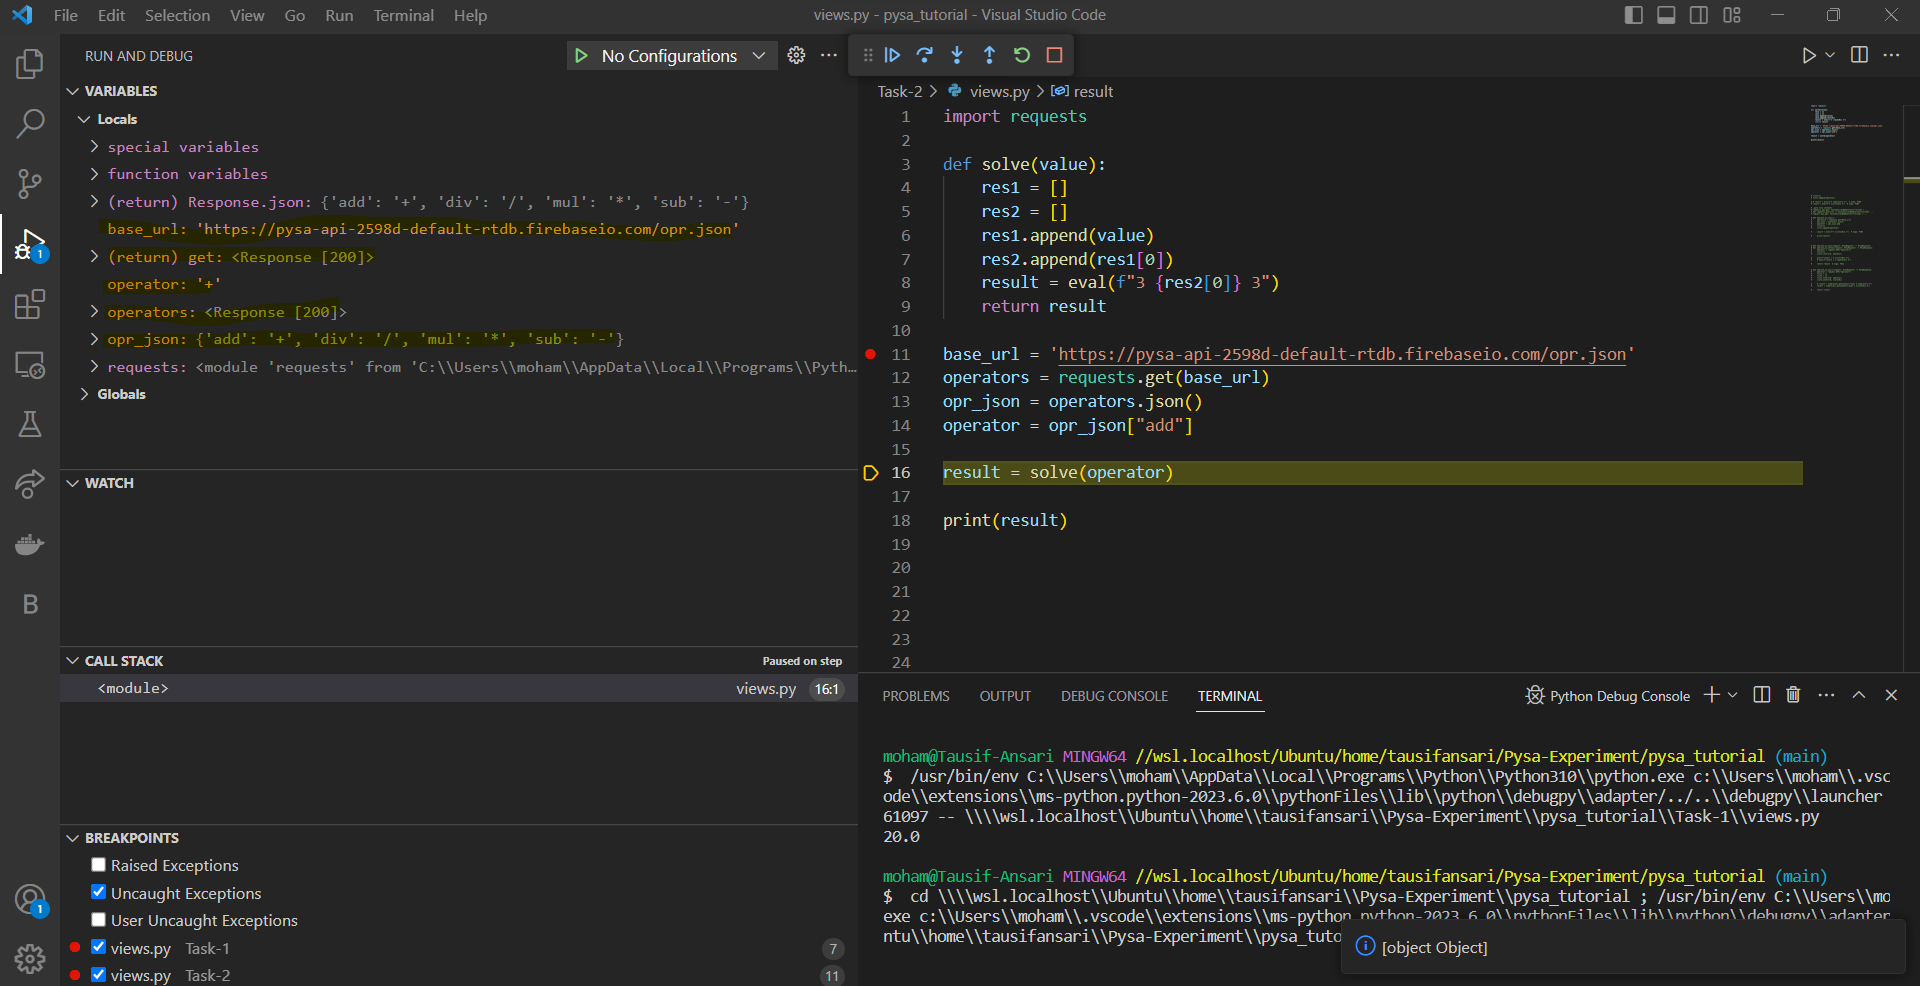 File Edit Selection View Go Run Terminal Help
views.py - pysa_tutorial - Visual Studio Code
RUN AND DEBUG
No Configurations
VARIABLES
Locals
special variables
function variables
(return) Response.json: {'add': '+', 'div': '/', 'mul': '*', 'sub': '-'}
base_url: 'https://pysa-api-2598d-default-rtdb.firebaseio.com/opr.json'
(return) get: <Response [200]>
operator: '+'
operators: <Response [200]>
opr_json: {'add': '+', 'div': '/', 'mul': '*', 'sub': '-'}
requests: <module 'requests' from 'C:\\Users\\moham\\AppData\\Local\\Programs\\Pyth…
Globals
WATCH
CALL STACK
Paused on step
<module>
views.py 16:1
BREAKPOINTS
Raised Exceptions
Uncaught Exceptions
User Uncaught Exceptions
views.py Task-1 7
views.py Task-2 11
1
B
1
Task-2 > views.py > result
1 import requests
2
3 def solve(value):
4 res1 = []
5 res2 = []
6 res1.append(value)
7 res2.append(res1[0])
8 result = eval(f"3 {res2[0]} 3")
9 return result
10
11 base_url = 'https://pysa-api-2598d-default-rtdb.firebaseio.com/opr.json'
12 operators = requests.get(base_url)
13 opr_json = operators.json()
14 operator = opr_json["add"]
15
16 result = solve(operator)
17
18 print(result)
19
20
21
22
23
24
PROBLEMS OUTPUT DEBUG CONSOLE TERMINAL
Python Debug Console
moham@Tausif-Ansari MINGW64 //wsl.localhost/Ubuntu/home/tausifansari/Pysa-Experiment/pysa_tutorial (main)
$ /usr/bin/env C:\\Users\\moham\\AppData\\Local\\Programs\\Python\\Python310\\python.exe c:\\Users\\moham\\.vsc
ode\\extensions\\ms-python.python-2023.6.0\\pythonFiles\\lib\\python\\debugpy\\adapter/../..\\debugpy\\launcher
61097 -- \\\\wsl.localhost\\Ubuntu\\home\\tausifansari\\Pysa-Experiment\\pysa_tutorial\\Task-1\\views.py
20.0
moham@Tausif-Ansari MINGW64 //wsl.localhost/Ubuntu/home/tausifansari/Pysa-Experiment/pysa_tutorial (main)
$ cd \\\\wsl.localhost\\Ubuntu\\home\\tausifansari\\Pysa-Experiment\\pysa_tutorial ; /usr/bin/env C:\\Users\\mo
exe c:\\Users\\moham\\.vscode\\extensions\\ms-python.python-2023.6.0\\pythonFiles\\lib\\python\\debugpy\\adapter
ntu\\home\\tausifansari\\Pysa-Experiment\\pysa_tuto
[object Object]